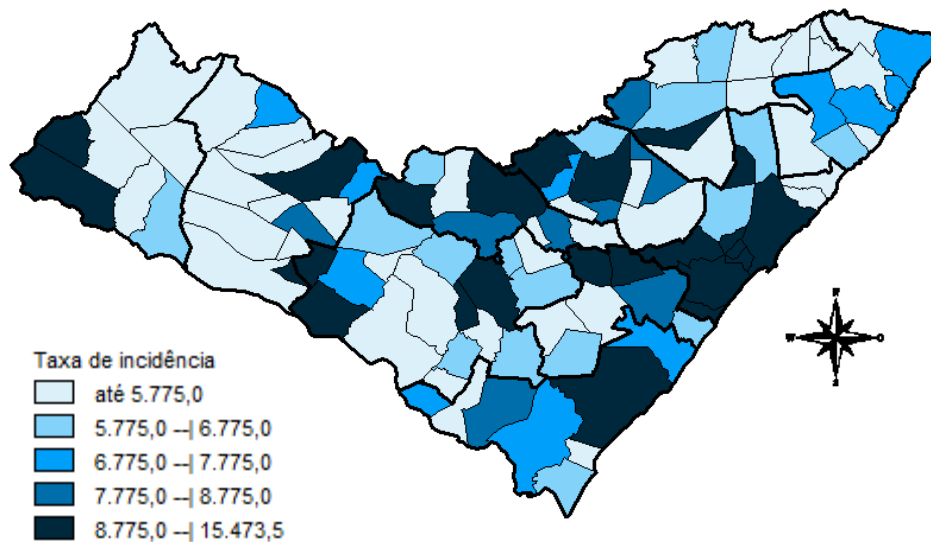 Taxa de incidência
até 5.775,0
5.775,0 --| 6.775,0
6.775,0 --| 7.775,0
7.775,0 --| 8.775,0
8.775,0 --| 15.473,5